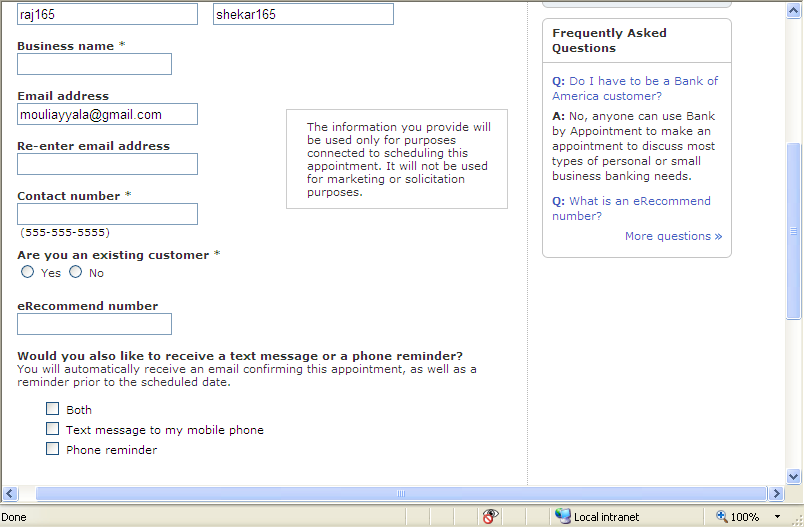 raj165 shekar165
Business name *
Email address
mouliayyala@gmail.com
Re-enter email address
Contact number *
(555-555-5555)
Are you an existing customer *
Yes No
eRecommend number
Would you also like to receive a text message or a phone reminder?
You will automatically receive an email confirming this appointment, as well as a
reminder prior to the scheduled date.
Both
Text message to my mobile phone
Phone reminder
The information you provide will
be used only for purposes
connected to scheduling this
appointment. It will not be used
for marketing or solicitation
purposes.
Frequently Asked
Questions
Q: Do I have to be a Bank of
America customer?
A: No, anyone can use Bank
by Appointment to make an
appointment to discuss most
types of personal or small
business banking needs.
Q: What is an eRecommend
number?
More questions »
Done
Local intranet
100%